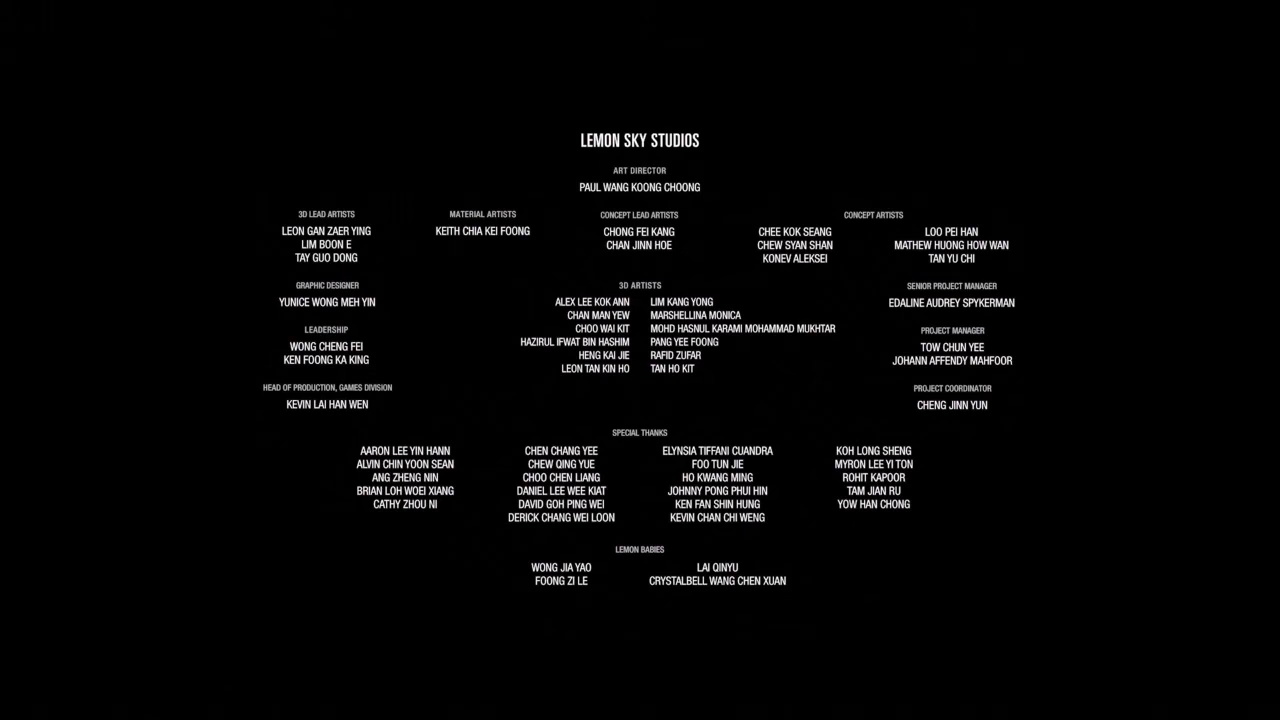 LEMON SKY STUDIOS
ART DIRECTOR
PAUL WANG KOONG CHOONG
3D LEAD ARTISTS
LEON GAN ZAER YING
LIM BOON E
TAY GUO DONG
MATERIAL ARTISTS
KEITH CHIA KEI FOONG
CONCEPT LEAD ARTISTS
CHONG FEI KANG
CHAN JINN HOE
CONCEPT ARTISTS
CHEE KOK SEANG
CHEW SYAN SHAN
KONEV ALEKSEI
LOO PEI HAN
MATHEW HUONG HOW WAN
TAN YU CHI
GRAPHIC DESIGNER
YUNICE WONG MEH YIN
LEADERSHIP
WONG CHENG FEI
KEN FOONG KA KING
HEAD OF PRODUCTION, GAMES DIVISION
KEVIN LAI HAN WEN
3D ARTISTS
ALEX LEE KOK ANN
CHAN MAN YEW
CHOO WAI KIT
HAZIRUL IFWAT BIN HASHIM
HENG KAI JIE
LEON TAN KIN HO
LIM KANG YONG
MARSHELLINA MONICA
MOHD HASNUL KARAMI MOHAMMAD MUKHTAR
PANG YEE FOONG
RAFID ZUFAR
TAN HO KIT
SENIOR PROJECT MANAGER
EDALINE AUDREY SPYKERMAN
PROJECT MANAGER
TOW CHUN YEE
JOHANN AFFENDY MAHFOOR
PROJECT COORDINATOR
CHENG JINN YUN
SPECIAL THANKS
AARON LEE YIN HANN
ALVIN CHIN YOON SEAN
ANG ZHENG NIN
BRIAN LOH WOEI XIANG
CATHY ZHOU NI
CHEN CHANG YEE
CHEW QING YUE
CHOO CHEN LIANG
DANIEL LEE WEE KIAT
DAVID GOH PING WEI
DERICK CHANG WEI LOON
ELYNSIA TIFFANI CUANDRA
FOO TUN JIE
HO KWANG MING
JOHNNY PONG PHUI HIN
KEN FAN SHIN HUNG
KEVIN CHAN CHI WENG
KOH LONG SHENG
MYRON LEE YI TON
ROHIT KAPOOR
TAM JIAN RU
YOW HAN CHONG
LEMON BABIES
WONG JIA YAO
FOONG ZI LE
LAI QINYU
CRYSTALBELL WANG CHEN XUAN